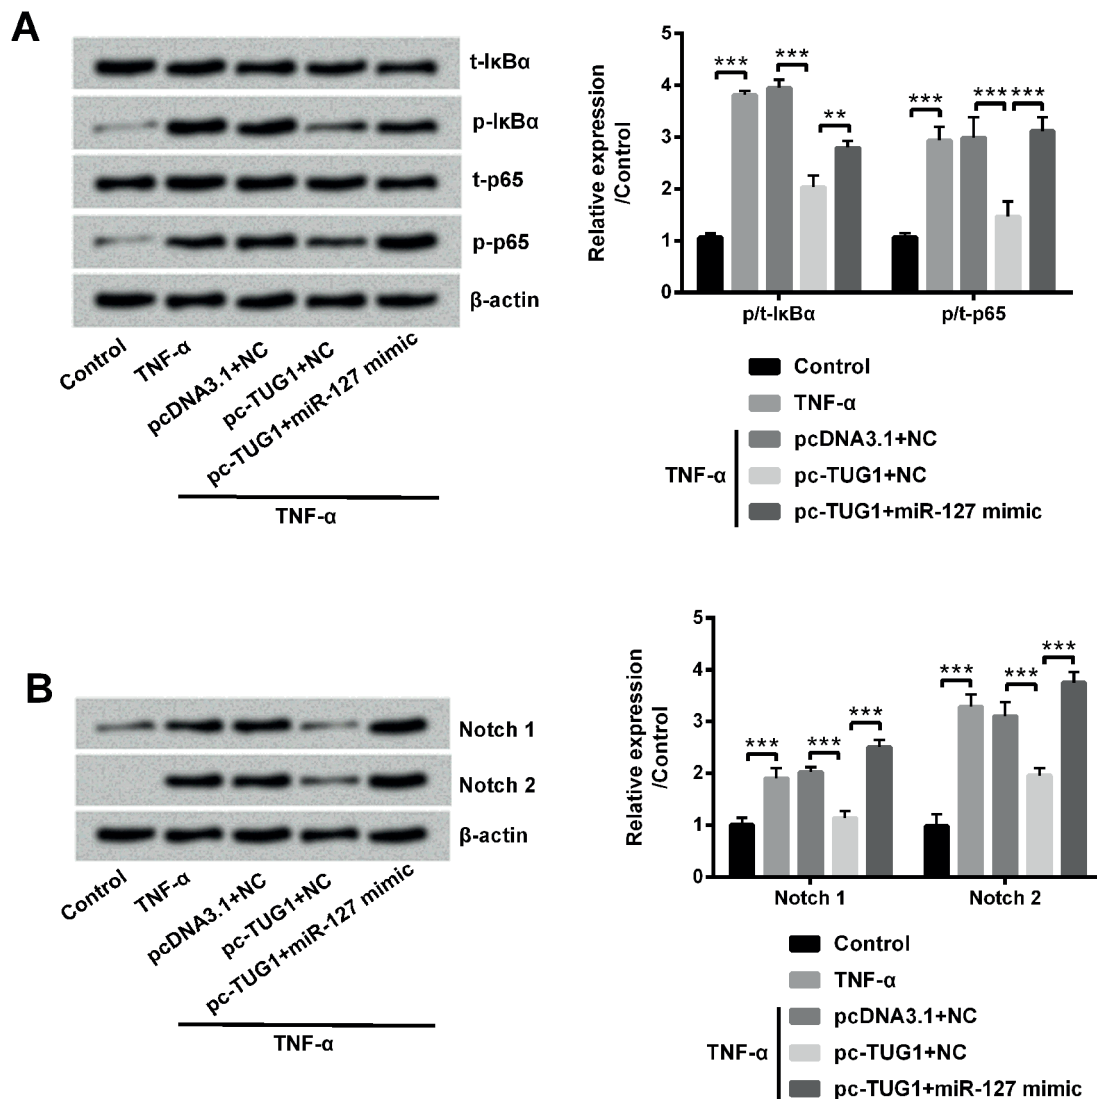 A
t-IκBα
p-IκBα
t-p65
p-p65
β-actin
Control
TNF-α
pcDNA3.1+NC
pc-TUG1+NC
pc-TUG1+miR-127 mimic
TNF-α
Relative expression
/Control
5
4
3
2
1
0
*** *** ** *** *** ***
p/t-IκBα p/t-p65
Control
TNF-α
pcDNA3.1+NC
TNF-α
pc-TUG1+NC
pc-TUG1+miR-127 mimic
B
Notch 1
Notch 2
β-actin
Control
TNF-α
pcDNA3.1+NC
pc-TUG1+NC
pc-TUG1+miR-127 mimic
TNF-α
Relative expression
/Control
5
4
3
2
1
0
*** *** *** *** *** ***
Notch 1 Notch 2
Control
TNF-α
pcDNA3.1+NC
TNF-α
pc-TUG1+NC
pc-TUG1+miR-127 mimic